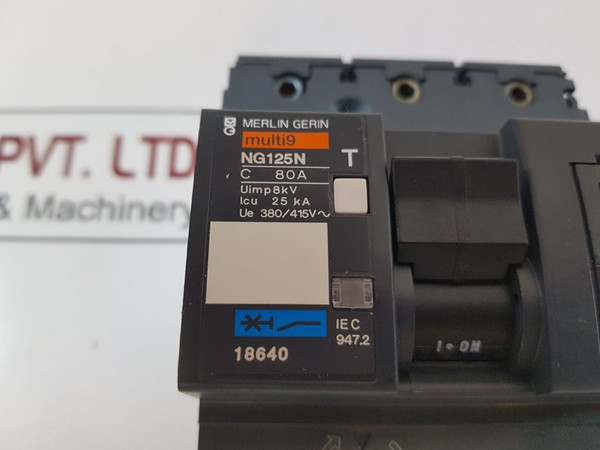 MERLIN GERIN
multi9
NG125N
T
C 80A
Uimp8kV
Icu 25 kA
Ue 380/415V~
IEC
947.2
18640
I•ON
PVT. LTD
& Machinery